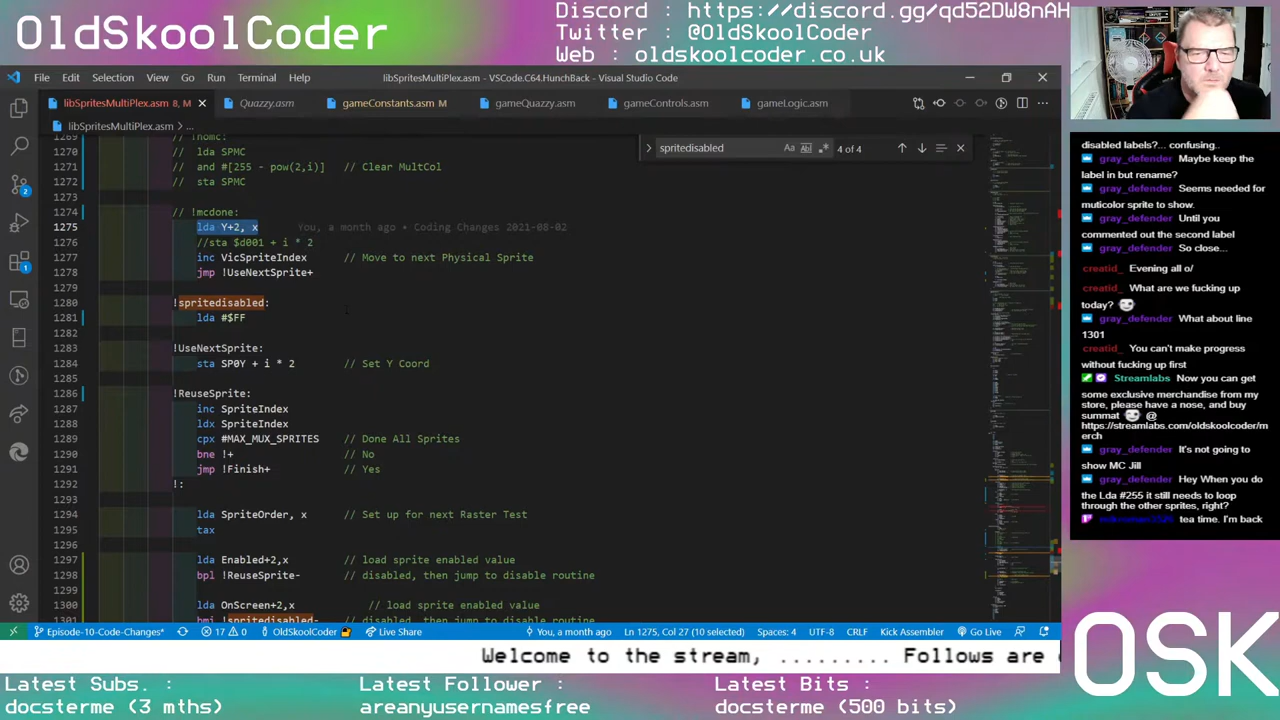 OldSkoolCoder
Discord : https://discord.gg/qd52DW8nAH
Twitter : @OldSkoolCoder
Web : oldskoolcoder.co.uk
File Edit Selection View Go Run Terminal Help
libSpritesMultiPlex.asm - VSCode.C64.HunchBack - Visual Studio Code
libSpritesMultiPlex.asm 8, M
Quazzy.asm
gameConstants.asm M
gameQuazzy.asm
gameControls.asm
gameLogic.asm
libSpritesMultiPlex.asm > ...
spritedisabled
4 of 4
1269 // !nomc:
1270 // lda SPMC
1271 // and #[255 - pow(2,i)] // Clear MultCol
1272 // sta SPMC
1273
1274 // !mcdone:
1275 lda Y+2, x You, a month ago • Coding Changes 2021-08-02
1276 //sta $d001 + i * 2
1277 inc VicSpriteIndex // Move to next Physical Sprite
1278 jmp !UseNextSprite+
1280 !spritedisabled:
1281 lda #$FF
1282
1283 !UseNextSprite:
1284 sta SP0Y + i * 2 // Set Y Coord
1285
1286 !ReuseSprite:
1287 inc SpriteIndex
1288 ldx SpriteIndex
1289 cpx #MAX_MUX_SPRITES // Done All Sprites
1290 bne !+ // No
1291 jmp !Finish+ // Yes
1292 !:
1293
1294 lda SpriteOrder, x // Set up for next Raster Test
1295 tax
1296
1297 lda Enabled+2,x // load sprite enabled value
1298 bpl !ReuseSprite- // disabled, then jump to disable routine
1300 lda OnScreen+2,x // load sprite enabled value
1301 bmi !spritedisabled- // disabled, then jump to disable routine
Episode-10-Code-Changes* 17 0 OldSkoolCoder Live Share You, a month ago Ln 1275, Col 27 (10 selected) Spaces: 4 UTF-8 CRLF Kick Assembler Go Live
disabled labels?... confusing..
gray_defender Maybe keep the
label in but rename?
gray_defender Seems needed for
muticolor sprite to show.
gray_defender Until you
commented out the second label
gray_defender So close...
creatid_ Evening all o/
creatid_ What are we fucking up
today?
gray_defender What about line
1301
creatid_ You can't make progress
without fucking up first
Streamlabs Now you can get
some exclusive merchandise from my
store, please have a nose, and buy
summat @
https://streamlabs.com/oldskoolcoder/m
erch
gray_defender It's not going to
show MC Jill
gray_defender Hey When you do
the Lda #255 it still needs to loop
through the other sprites, right?
tea time. I'm back
OSK
Welcome to the stream, ......... Follows are
Latest Subs. :
docsterme (3 mths)
Latest Follower :
areanyusernamesfree
Latest Bits :
docsterme (500 bits)